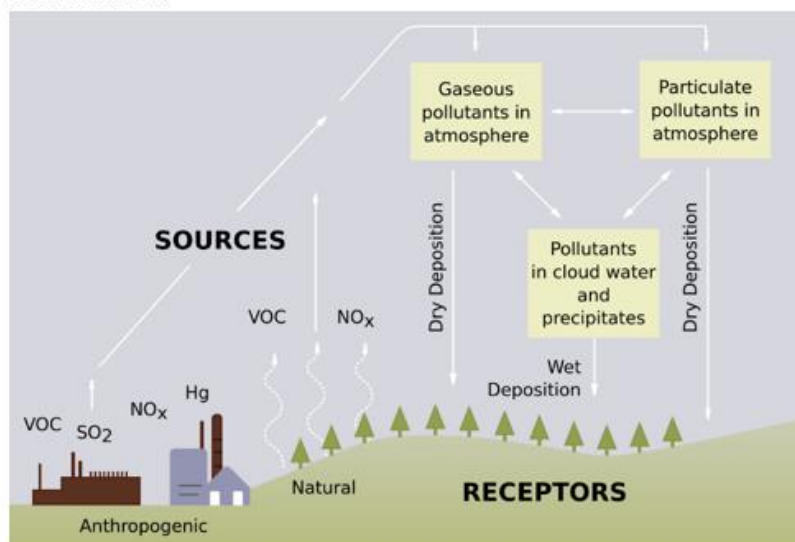 Gaseous
pollutants in
atmosphere
Particulate
pollutants in
atmosphere
SOURCES
Dry Deposition
Pollutants
in cloud water
and
precipitates
Dry Deposition
VOC
NOx
Wet
Deposition
Hg
NOx
VOC
SO2
Natural
RECEPTORS
Anthropogenic